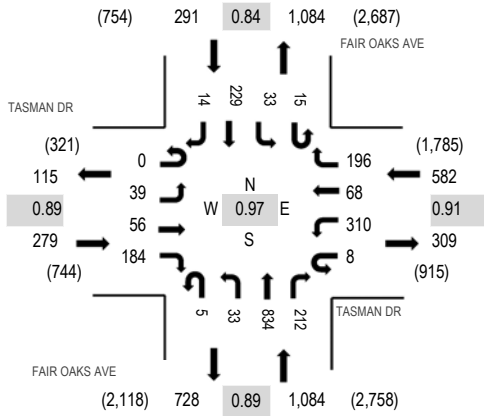 (754) 291 0.84 1,084 (2,687)
FAIR OAKS AVE
TASMAN DR
14 229 33 15
(321)
115
0.89
279
(744)
0
39
56
184
N
W 0.97 E
S
196
68
310
8
(1,785)
582
0.91
309
(915)
5 33 834 212
TASMAN DR
FAIR OAKS AVE
(2,118) 728 0.89 1,084 (2,758)